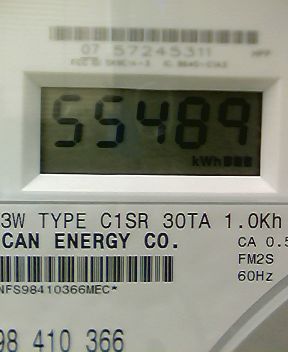 07 57245311
55489
kWh
3W TYPE C1SR 30TA 1.0Kh
CAN ENERGY CO.
CA 0.5
FM2S
60Hz
NFS98410366MEC*
98 410 366